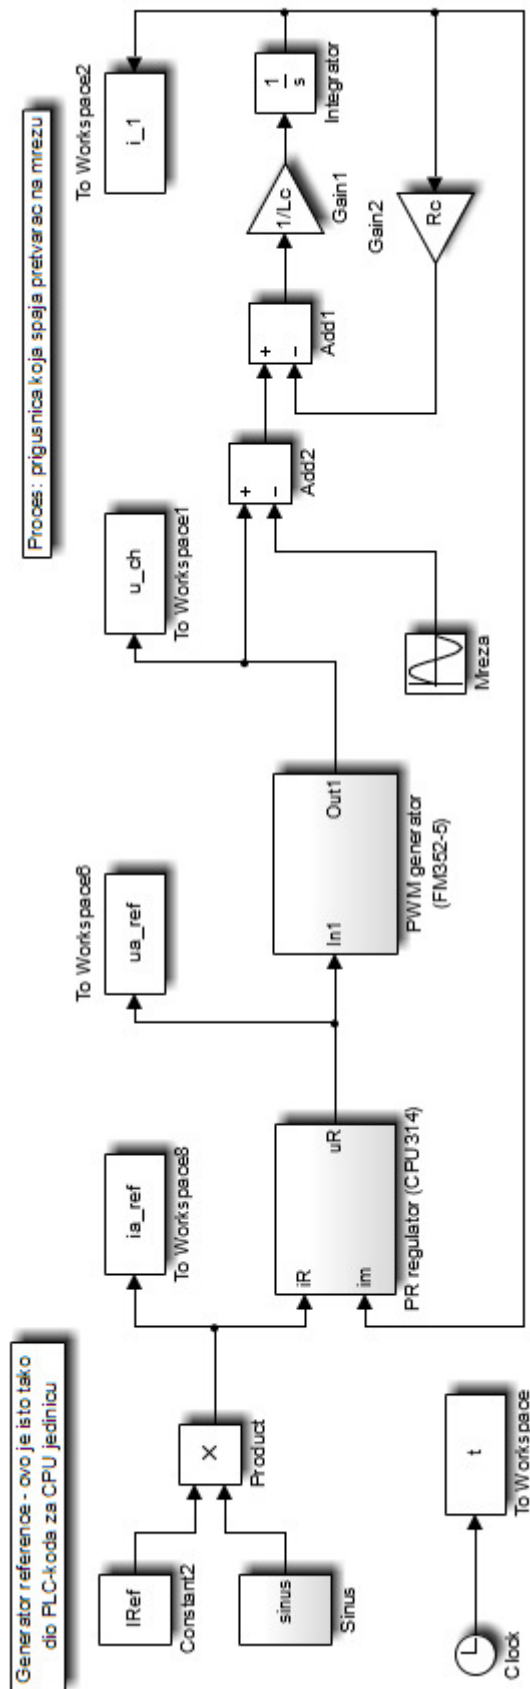 Generator reference - ovo je isto tako
dio PLC-koda za CPU jedinicu
Proces: prigusnica koja spaja pretvarac na mrezu
IRef
Constant2
sinus
Sinus
×
Product
ia_ref
To Workspace8
iR
im
uR
PR regulator (CPU314)
ua_ref
To Workspace6
In1
Out1
PWM generator
(FM352-5)
u_ch
To Workspace1
Mreza
+
−
Add2
+
−
Add1
1/Lc
Gain1
1
s
Integrator
Rc
Gain2
i_1
To Workspace2
Clock
t
To Workspace